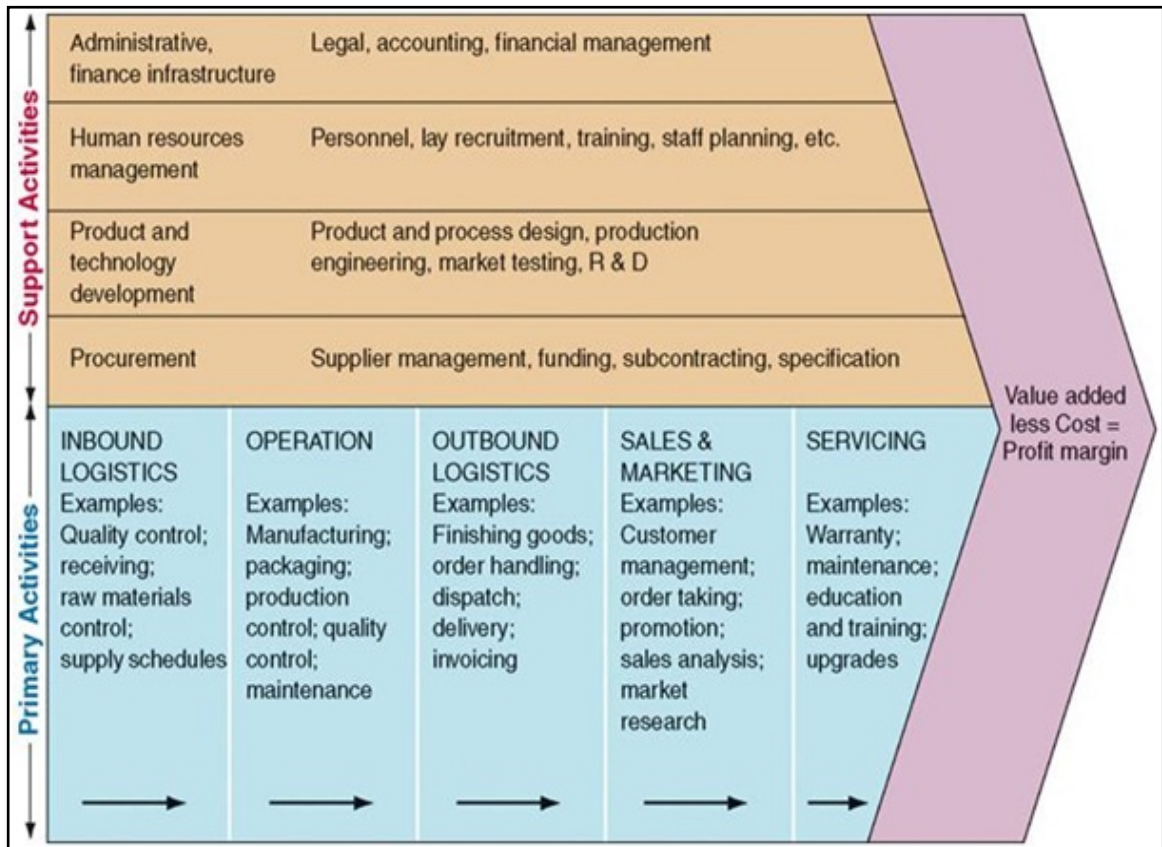 Support Activities
Administrative,
finance infrastructure
Legal, accounting, financial management
Human resources
management
Personnel, lay recruitment, training, staff planning, etc.
Product and
technology
development
Product and process design, production
engineering, market testing, R & D
Procurement
Supplier management, funding, subcontracting, specification
Primary Activities
INBOUND
LOGISTICS
Examples:
Quality control;
receiving;
raw materials
control;
supply schedules
OPERATION
Examples:
Manufacturing;
packaging;
production
control; quality
control;
maintenance
OUTBOUND
LOGISTICS
Examples:
Finishing goods;
order handling;
dispatch;
delivery;
invoicing
SALES &
MARKETING
Examples:
Customer
management;
order taking;
promotion;
sales analysis;
market
research
SERVICING
Examples:
Warranty;
maintenance;
education
and training;
upgrades
Value added
less Cost =
Profit margin